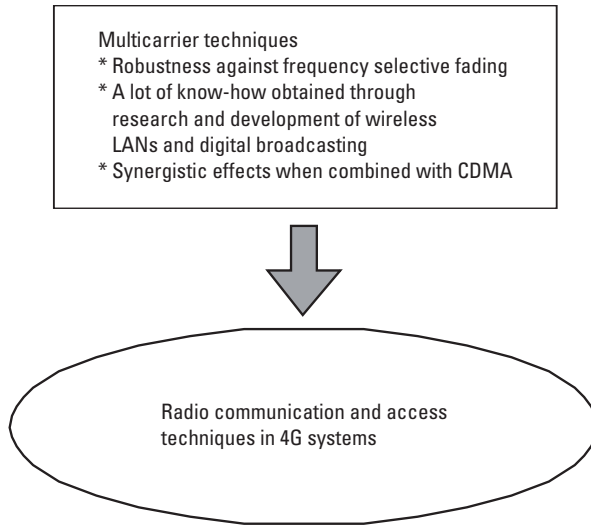 Multicarrier techniques
* Robustness against frequency selective fading
* A lot of know-how obtained through
research and development of wireless
LANs and digital broadcasting
* Synergistic effects when combined with CDMA
Radio communication and access
techniques in 4G systems